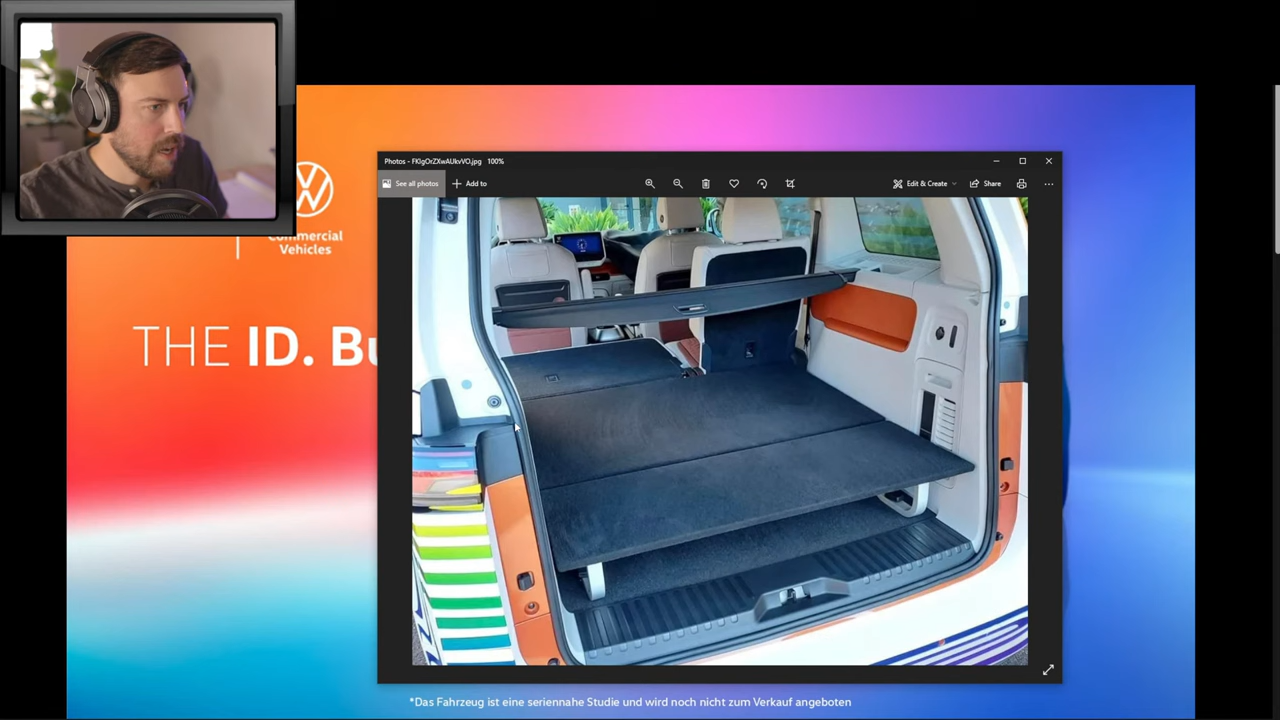 Commercial
Vehicles
THE ID. Bu
Photos - FKlgOrZXwAUkvVO.jpg 100%
See all photos
Add to
Edit & Create
Share
*Das Fahrzeug ist eine seriennahe Studie und wird noch nicht zum Verkauf angeboten